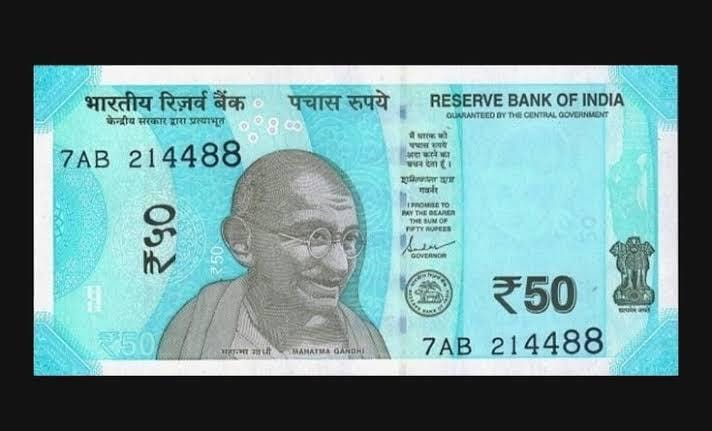 भारतीय रिज़र्व बैंक
केन्द्रीय सरकार द्वारा प्रत्याभूत
पचास रुपये
RESERVE BANK OF INDIA
GUARANTEED BY THE CENTRAL GOVERNMENT
7AB 214488
मैं धारक को
पचास रुपये
अदा करने का
वचन देता हूँ।
गवर्नर
I PROMISE TO
PAY THE BEARER
THE SUM OF
FIFTY RUPEES
GOVERNOR
₹५०
₹50
₹50
₹50
सत्यमेव जयते
महात्मा गांधी MAHATMA GANDHI
7AB 214488